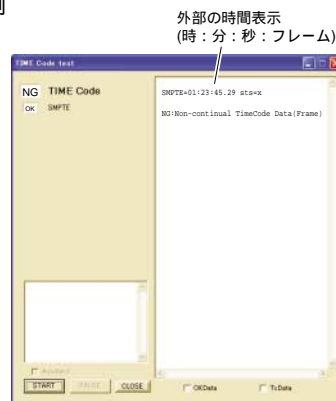 例
外部の時間表示
(時：分：秒：フレーム)
TIME Code test
NG TIME Code
OK SMPTE
SMPTE=01:23:45.29 sts=x
NG:Non-continual TimeCode Data(Frame)
START PAUSE CLOSE
OKData TcData